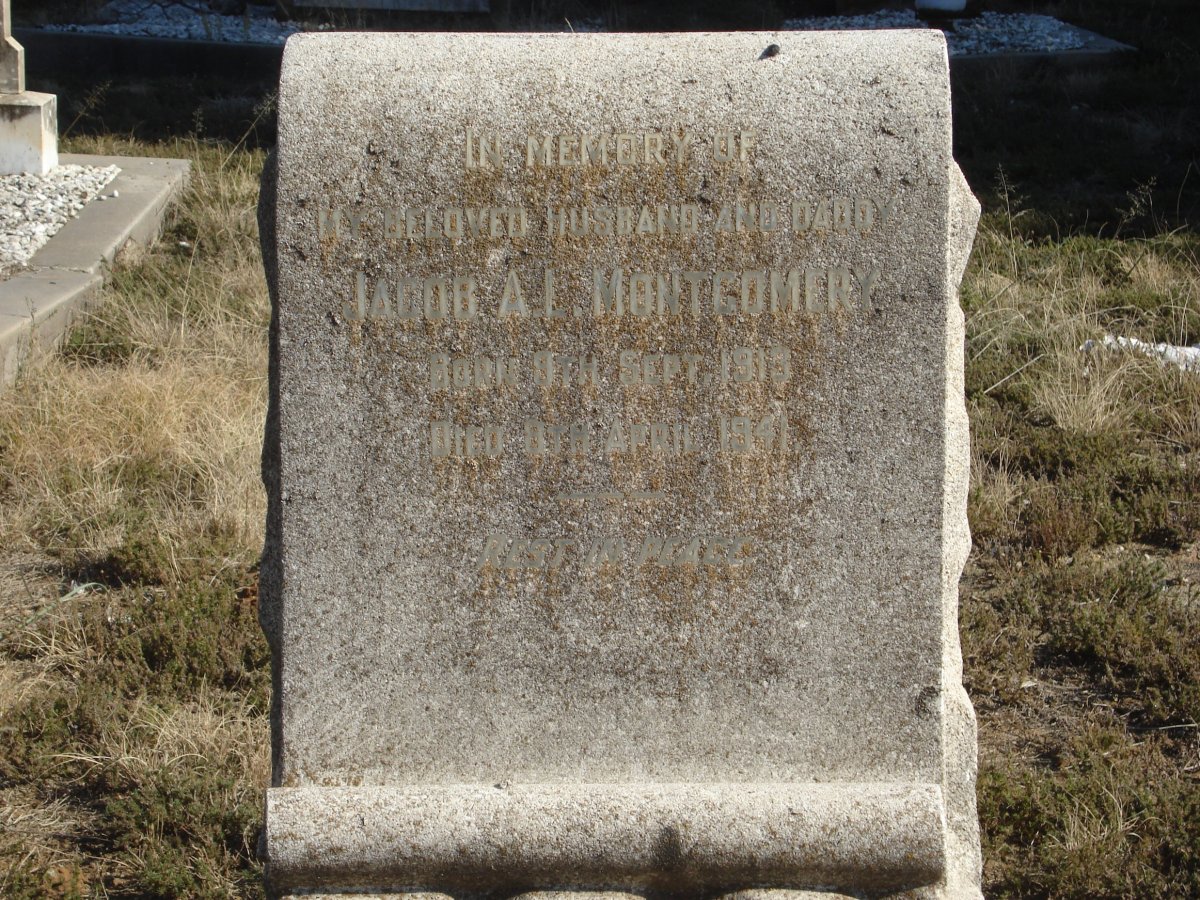 IN MEMORY OF
MY BELOVED HUSBAND AND DADDY
JACOB A.L. MONTGOMERY
BORN 9TH SEPT. 1913
DIED 8TH APRIL 1941.
REST IN PEACE.